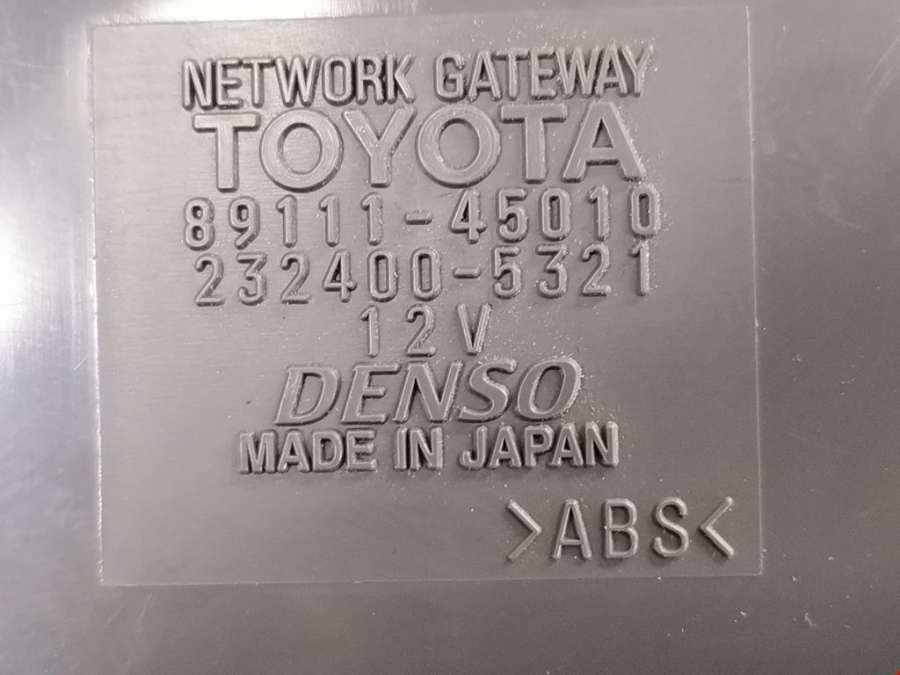 NETWORK GATEWAY
TOYOTA
89111-45010
232400-5321
12V
DENSO
MADE IN JAPAN
>ABS<